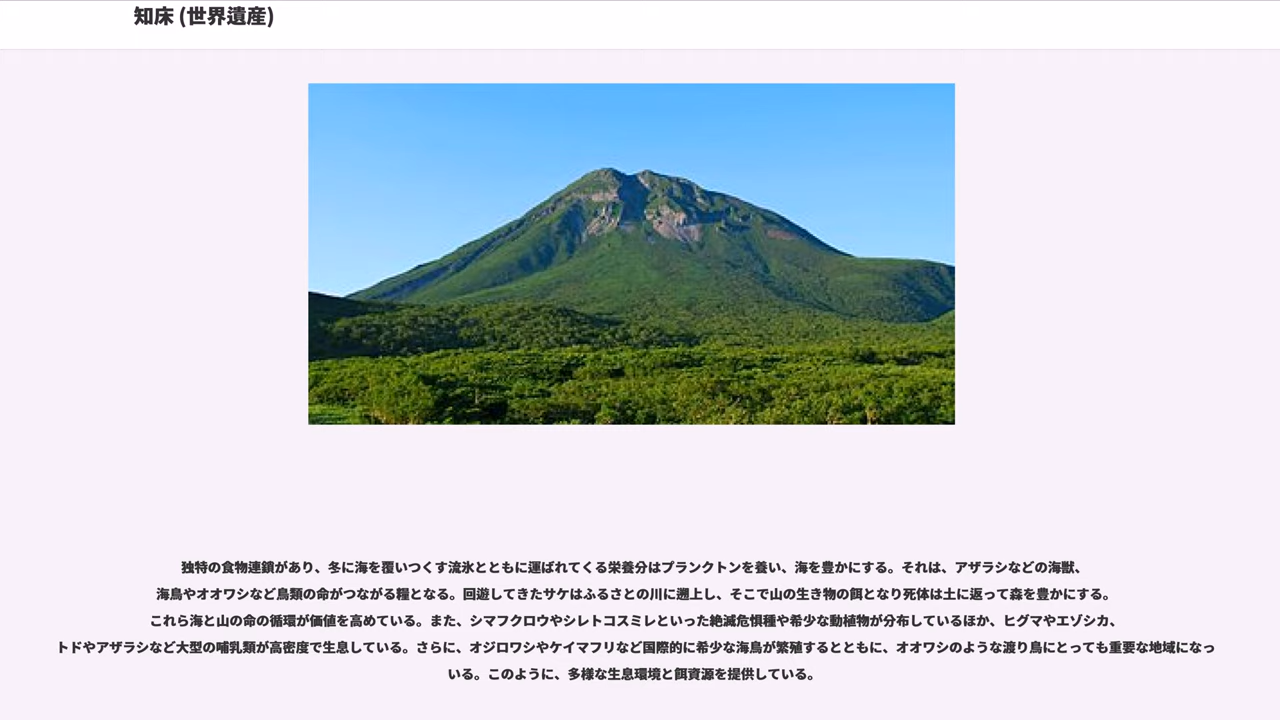 知床 (世界遺産)
独特の食物連鎖があり、冬に海を覆いつくす流氷とともに運ばれてくる栄養分はプランクトンを養い、海を豊かにする。それは、アザラシなどの海獣、
海鳥やオオワシなど鳥類の命がつながる糧となる。回遊してきたサケはふるさとの川に遡上し、そこで山の生き物の餌となり死体は土に返って森を豊かにする。
これら海と山の命の循環が価値を高めている。また、シマフクロウやシレトコスミレといった絶滅危惧種や希少な動植物が分布しているほか、ヒグマやエゾシカ、
トドやアザラシなど大型の哺乳類が高密度で生息している。さらに、オジロワシやケイマフリなど国際的に希少な海鳥が繁殖するとともに、オオワシのような渡り鳥にとっても重要な地域になっ
いる。このように、多様な生息環境と餌資源を提供している。